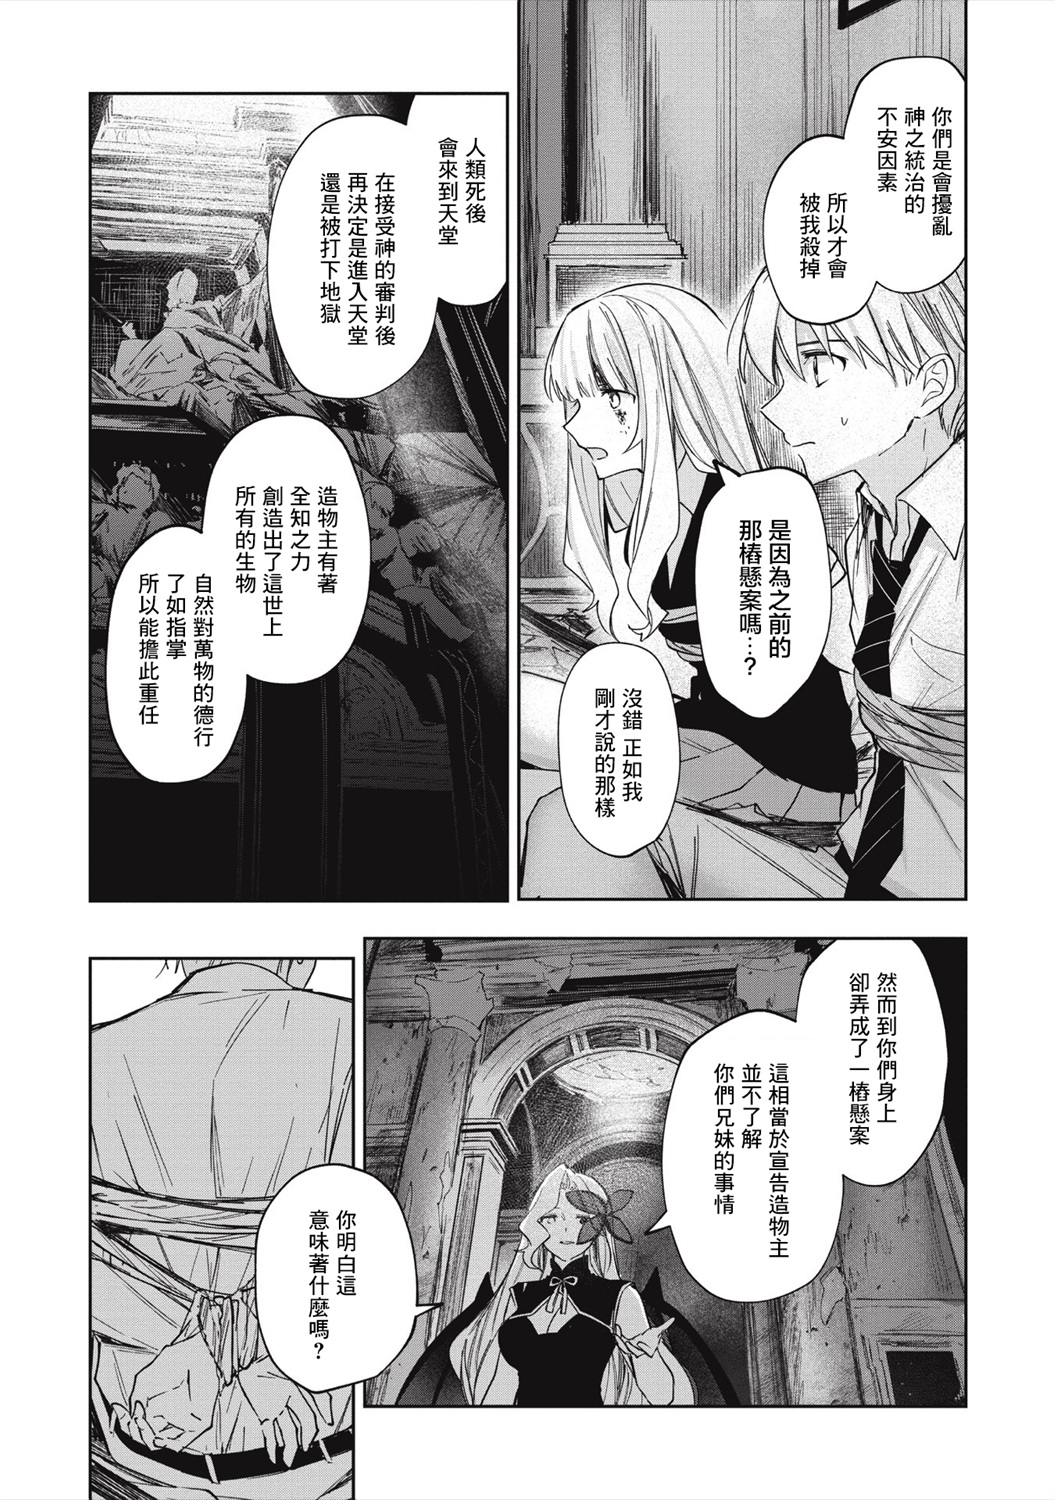 你們是會擾亂
神之統治的
不安因素
所以才會
被我殺掉
是因為之前的
那樁懸案嗎…?
沒錯 正如我
剛才說的那樣
人類死後
會來到天堂
在接受神的審判後
再決定是進入天堂
還是被打下地獄
造物主有著
全知之力
創造出了這世上
所有的生物
自然對萬物的德行
了如指掌
所以能擔此重任
然而到你們身上
卻弄成了一樁懸案
這相當於宣告造物主
並不了解
你們兄妹的事情
你明白這
意味著什麼嗎?